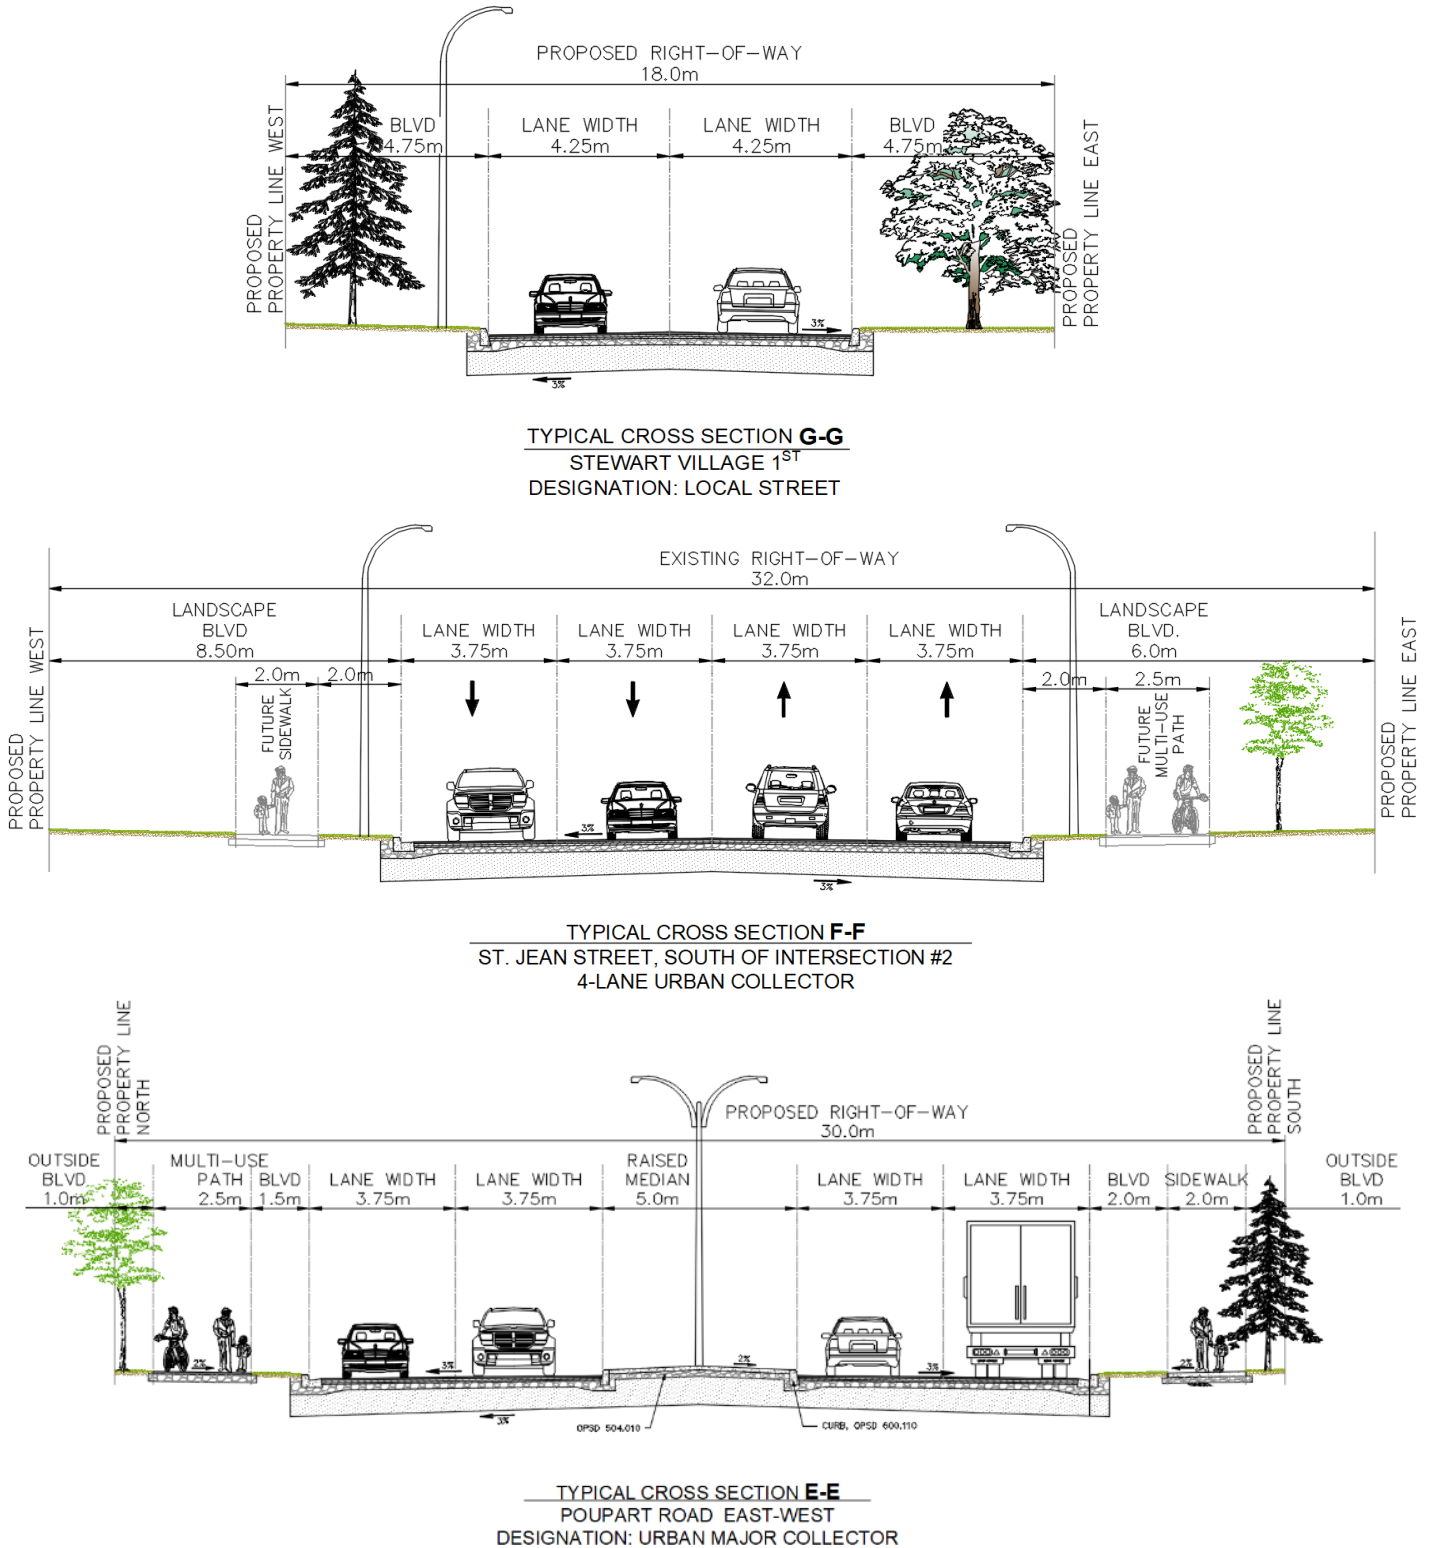 PROPOSED RIGHT-OF-WAY
18.0m
PROPOSED
PROPERTY LINE WEST
BLVD
4.75m
LANE WIDTH
4.25m
LANE WIDTH
4.25m
BLVD
4.75m
PROPOSED
PROPERTY LINE EAST
3%
3%
TYPICAL CROSS SECTION G-G
STEWART VILLAGE 1ST
DESIGNATION: LOCAL STREET
EXISTING RIGHT-OF-WAY
32.0m
PROPOSED
PROPERTY LINE WEST
LANDSCAPE
BLVD
8.50m
2.0m
2.0m
FUTURE
SIDEWALK
LANE WIDTH
3.75m
LANE WIDTH
3.75m
LANE WIDTH
3.75m
LANE WIDTH
3.75m
LANDSCAPE
BLVD.
6.0m
2.0m
2.5m
FUTURE
MULTI-USE
PATH
PROPOSED
PROPERTY LINE EAST
3%
3%
TYPICAL CROSS SECTION F-F
ST. JEAN STREET, SOUTH OF INTERSECTION #2
4-LANE URBAN COLLECTOR
PROPOSED
PROPERTY LINE
NORTH
PROPOSED RIGHT-OF-WAY
30.0m
PROPOSED
PROPERTY LINE
SOUTH
OUTSIDE
BLVD
1.0m
MULTI-USE
PATH
2.5m
BLVD
1.5m
LANE WIDTH
3.75m
LANE WIDTH
3.75m
RAISED
MEDIAN
5.0m
LANE WIDTH
3.75m
LANE WIDTH
3.75m
BLVD
2.0m
SIDEWALK
2.0m
OUTSIDE
BLVD
1.0m
2%
3%
2%
3%
2%
3%
OPSD 504.010
CURB, OPSD 600.110
TYPICAL CROSS SECTION E-E
POUPART ROAD EAST-WEST
DESIGNATION: URBAN MAJOR COLLECTOR